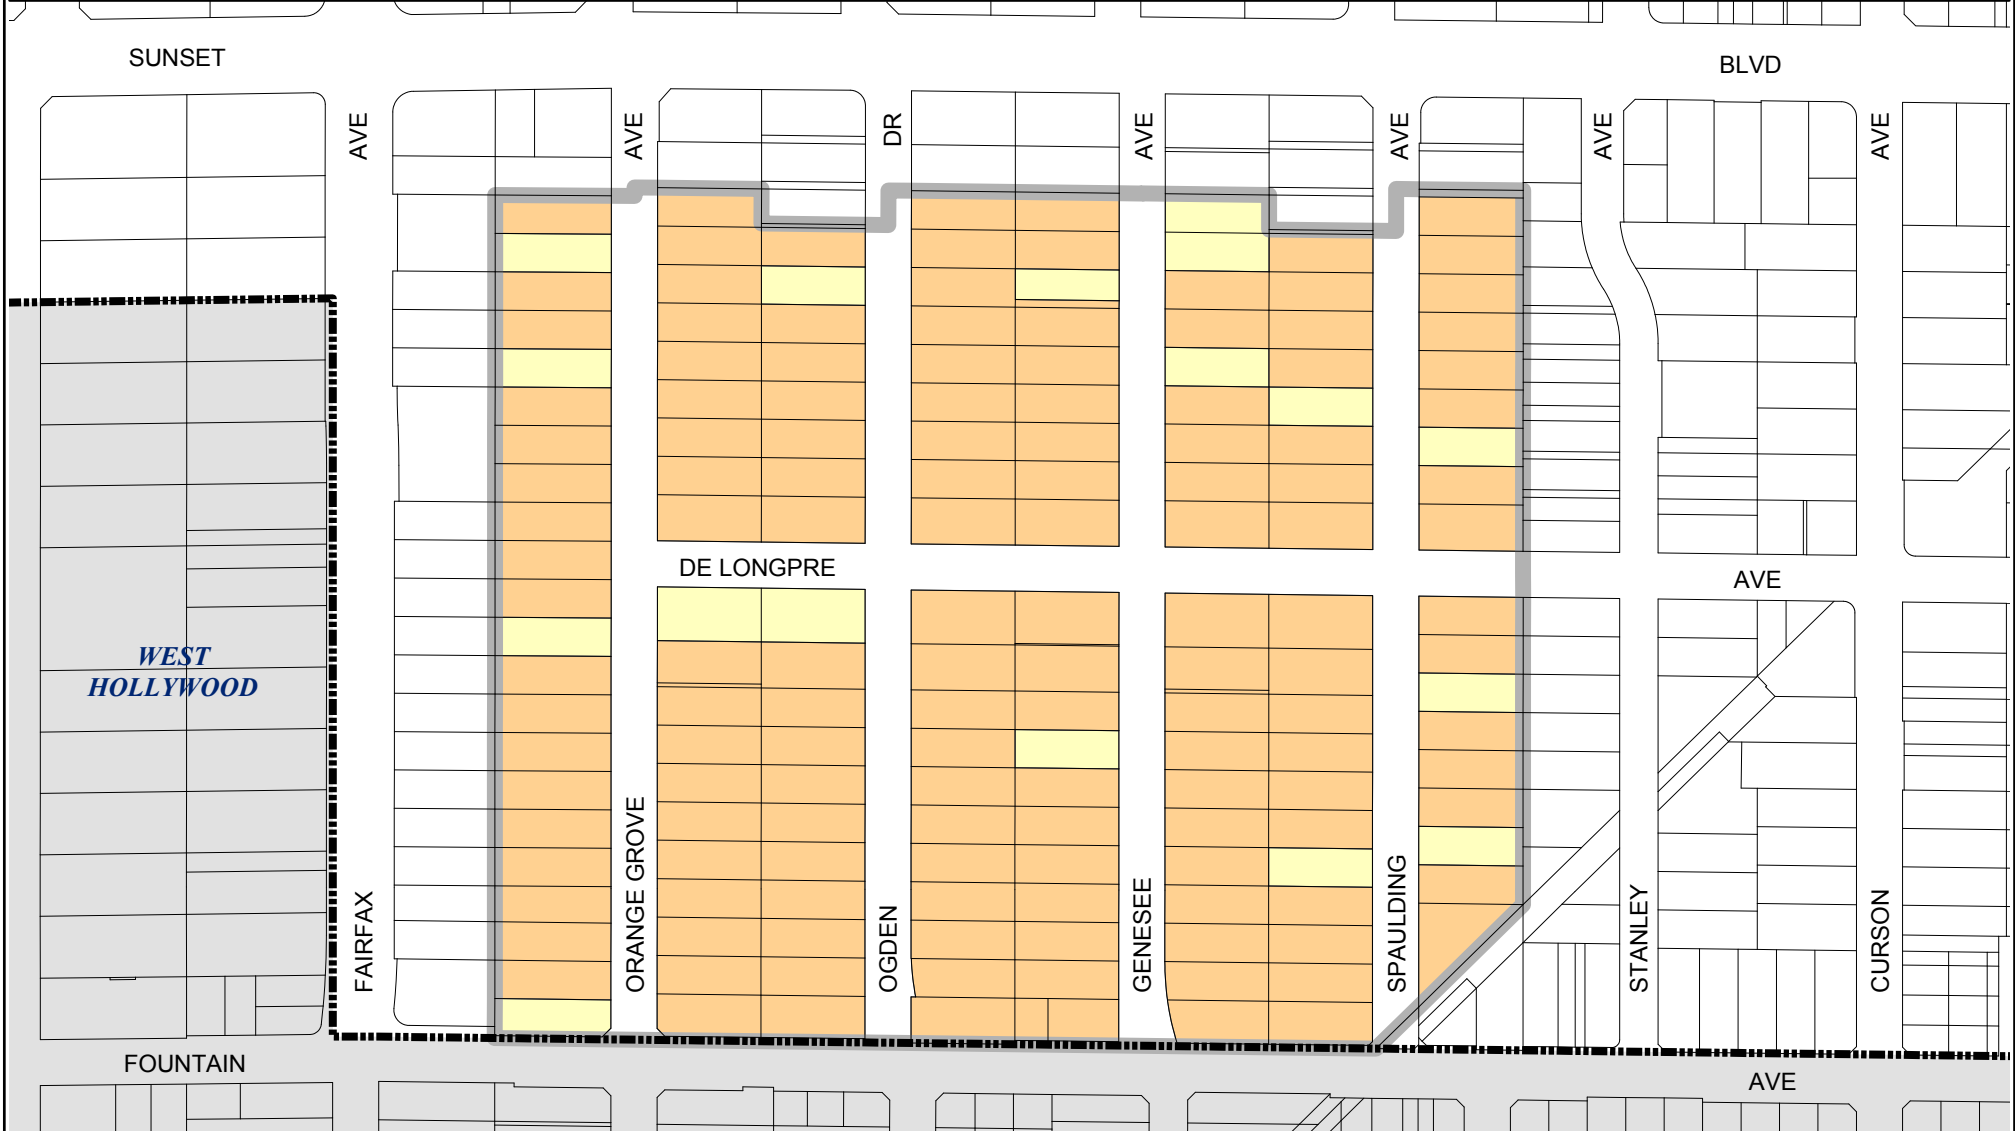 SUNSET
BLVD
AVE
AVE
DR
AVE
AVE
AVE
AVE
DE LONGPRE
AVE
WEST
HOLLYWOOD
FAIRFAX
ORANGE GROVE
OGDEN
GENESEE
SPAULDING
STANLEY
CURSON
FOUNTAIN
AVE